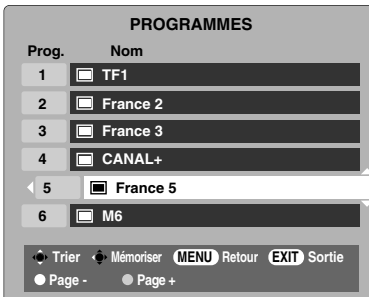 PROGRAMMES
Prog. Nom
1 TF1
2 France 2
3 France 3
4 CANAL+
5 France 5
6 M6
Trier Mémoriser MENU Retour EXIT Sortie
Page - Page +